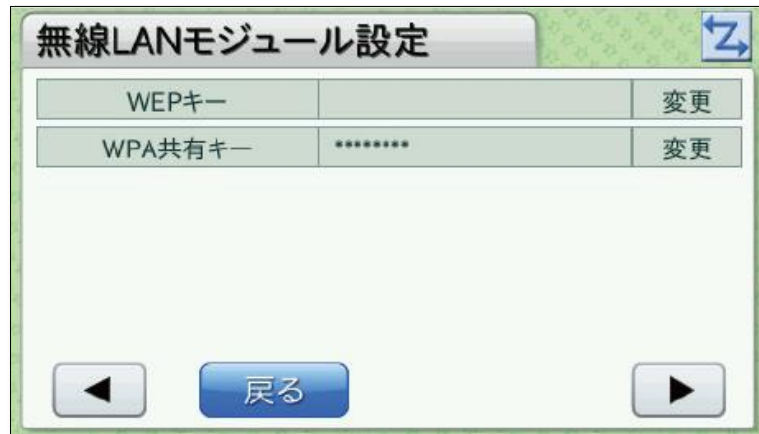 無線LANモジュール設定
WEPキー 変更
WPA共有キー ******** 変更
◀ 戻る ▶